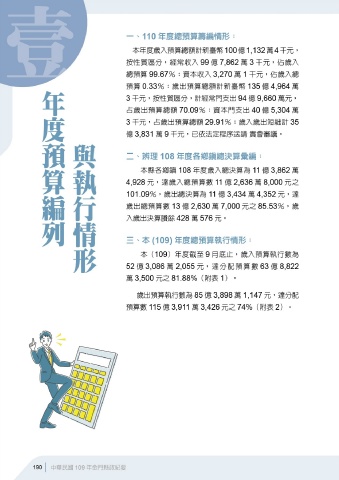 壹
年度預算編列
與執行情形
一、110 年度總預算籌編情形：
本年度歲入預算總額計新臺幣 100 億 1,132 萬 4 千元，
按性質區分，經常收入 99 億 7,862 萬 3 千元，佔歲入
總預算 99.67%；資本收入 3,270 萬 1 千元，佔歲入總
預算 0.33%；歲出預算總額計新臺幣 135 億 4,964 萬
3 千元，按性質區分，計經常門支出 94 億 9,660 萬元，
占歲出預算總額 70.09%；資本門支出 40 億 5,304 萬
3 千元，占歲出預算總額 29.91%；歲入歲出短絀計 35
億 3,831 萬 9 千元，已依法定程序送請 貴會審議。
二、辦理 108 年度各鄉鎮總決算彙編：
本縣各鄉鎮 108 年度歲入總決算為 11 億 3,862 萬
4,928 元，達歲入總預算數 11 億 2,636 萬 8,000 元之
101.09%，歲出總決算為 11 億 3,434 萬 4,352 元，達
歲出總預算數 13 億 2,630 萬 7,000 元之 85.53%，歲
入歲出決算賸餘 428 萬 576 元。
三、本 (109) 年度總預算執行情形：
本（109）年度截至 9 月底止，歲入預算執行數為
52 億 3,086 萬 2,055 元，達分配預算數 63 億 8,822
萬 3,500 元之 81.88%（附表 1）。
歲出預算執行數為 85 億 3,898 萬 1,147 元，達分配
預算數 115 億 3,911 萬 3,426 元之 74%（附表 2）。
190 中華民國 109 年金門縣政紀要